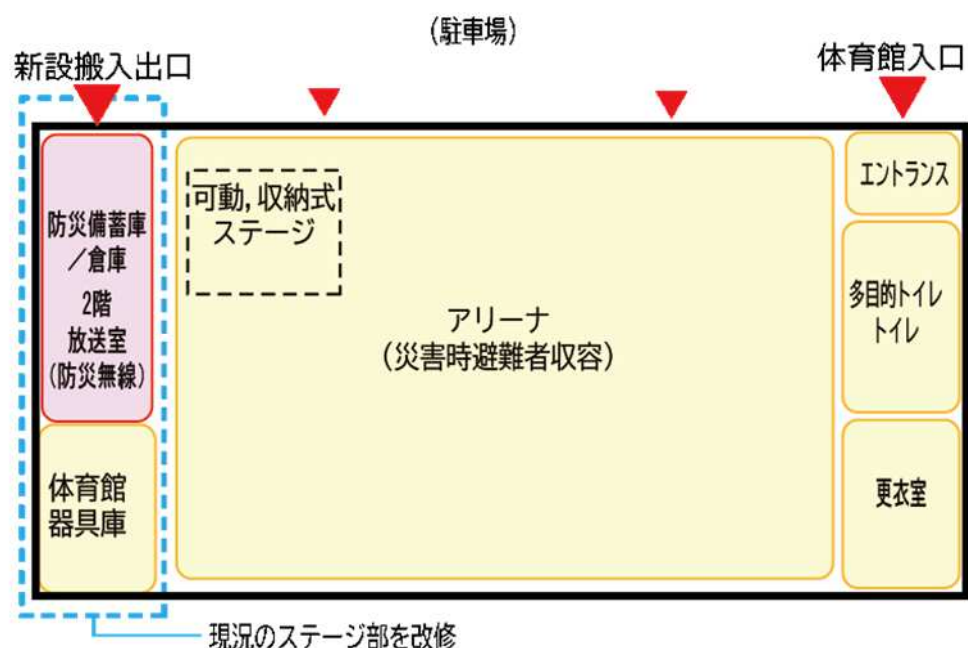 (駐車場)
新設搬入出口
体育館入口
防災備蓄庫
/倉庫
2階
放送室
(防災無線)
体育館
器具庫
可動,収納式
ステージ
アリーナ
(災害時避難者収容)
エントランス
多目的トイレ
トイレ
更衣室
現況のステージ部を改修